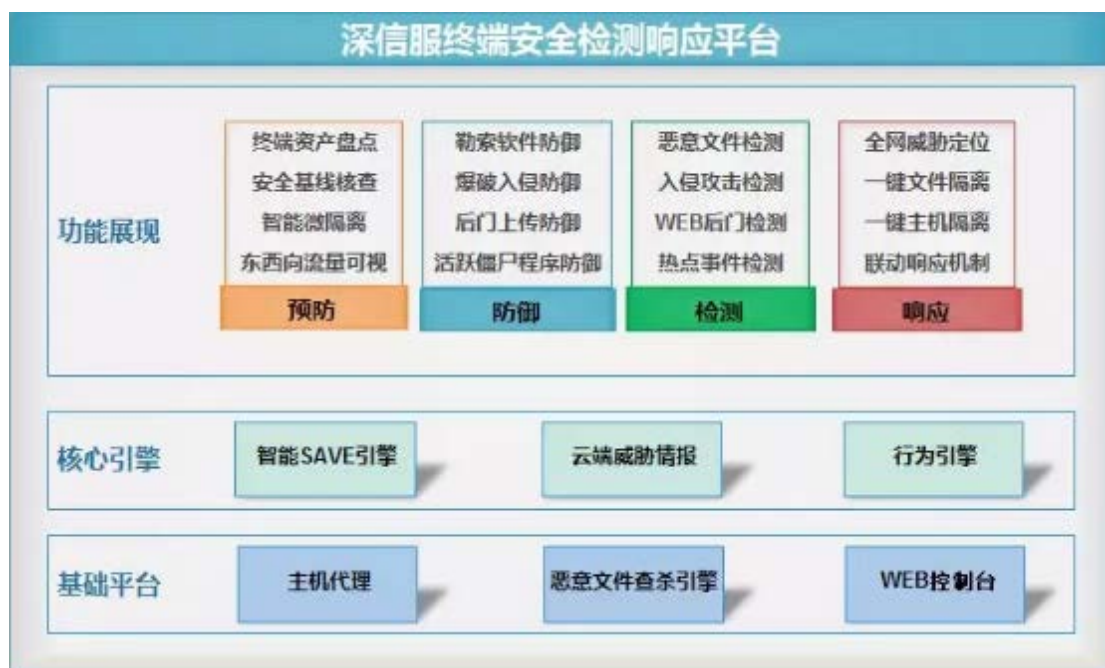 深信服终端安全检测响应平台
功能展现
终端资产盘点
安全基线核查
智能微隔离
东西向流量可视
预防
勒索软件防御
爆破入侵防御
后门上传防御
活跃僵尸程序防御
防御
恶意文件检测
入侵攻击检测
WEB后门检测
热点事件检测
检测
全网威胁定位
一键文件隔离
一键主机隔离
联动响应机制
响应
核心引擎
智能SAVE引擎
云端威胁情报
行为引擎
基础平台
主机代理
恶意文件查杀引擎
WEB控制台